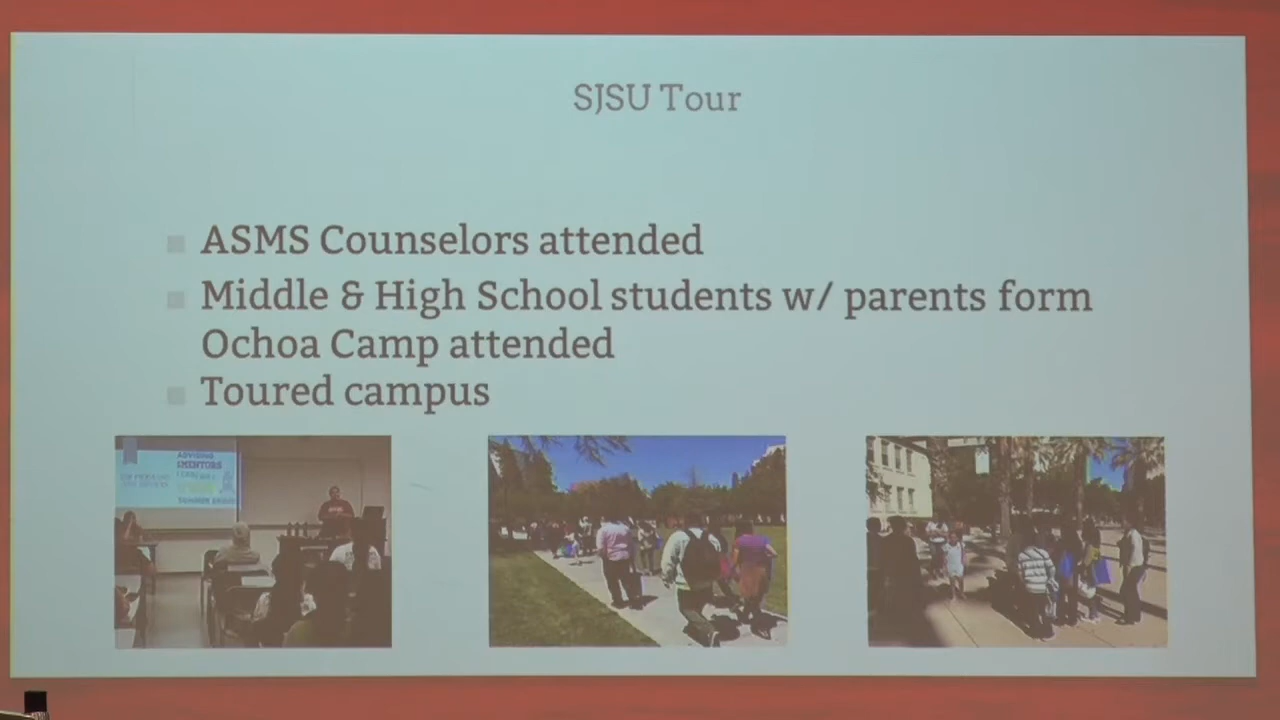 SJSU Tour
ASMS Counselors attended
Middle & High School students w/ parents form
Ochoa Camp attended
Toured campus
ADVISING
MENTORS